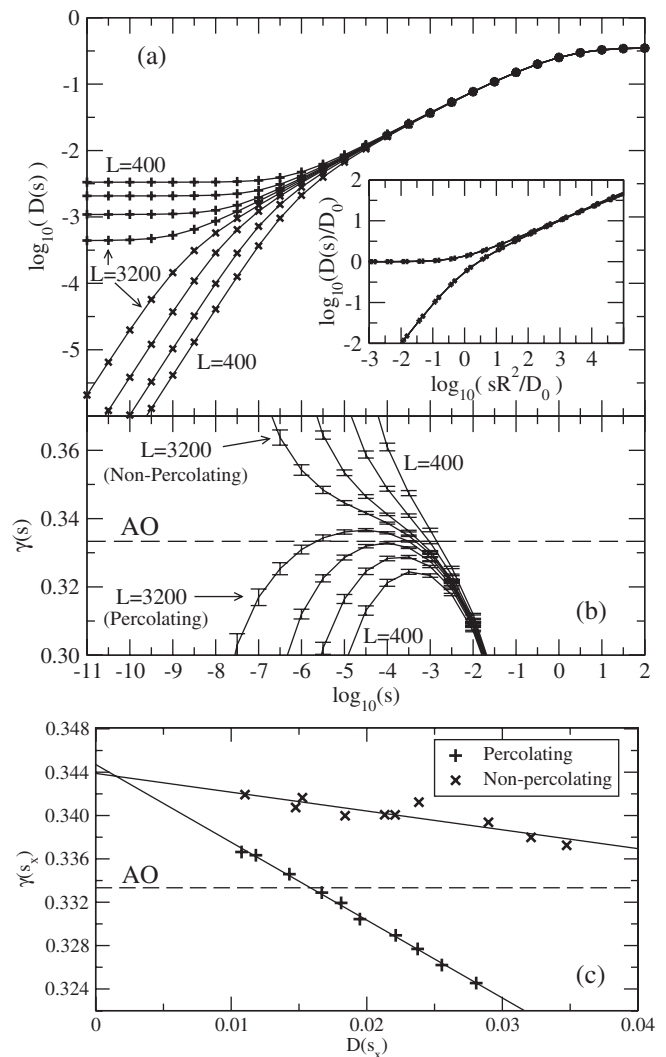 (a)
0
-1
-2
-3
-4
-5
log10( D(s) )
L=400
L=3200
L=400
2
1
0
-1
-2
log10(D(s)/D0)
-3 -2 -1 0 1 2 3 4
log10( sR2/D0 )
0.36
0.34
0.32
0.30
γ(s)
L=3200
(Non-Percolating)
L=400
AO
L=3200
(Percolating)
L=400
(b)
-11 -10 -9 -8 -7 -6 -5 -4 -3 -2 -1 0 1 2
log10(s)
0.348
0.344
0.340
0.336
0.332
0.328
0.324
γ(sx)
Percolating
Non-percolating
AO
(c)
0 0.01 0.02 0.03 0.04
D(sx)